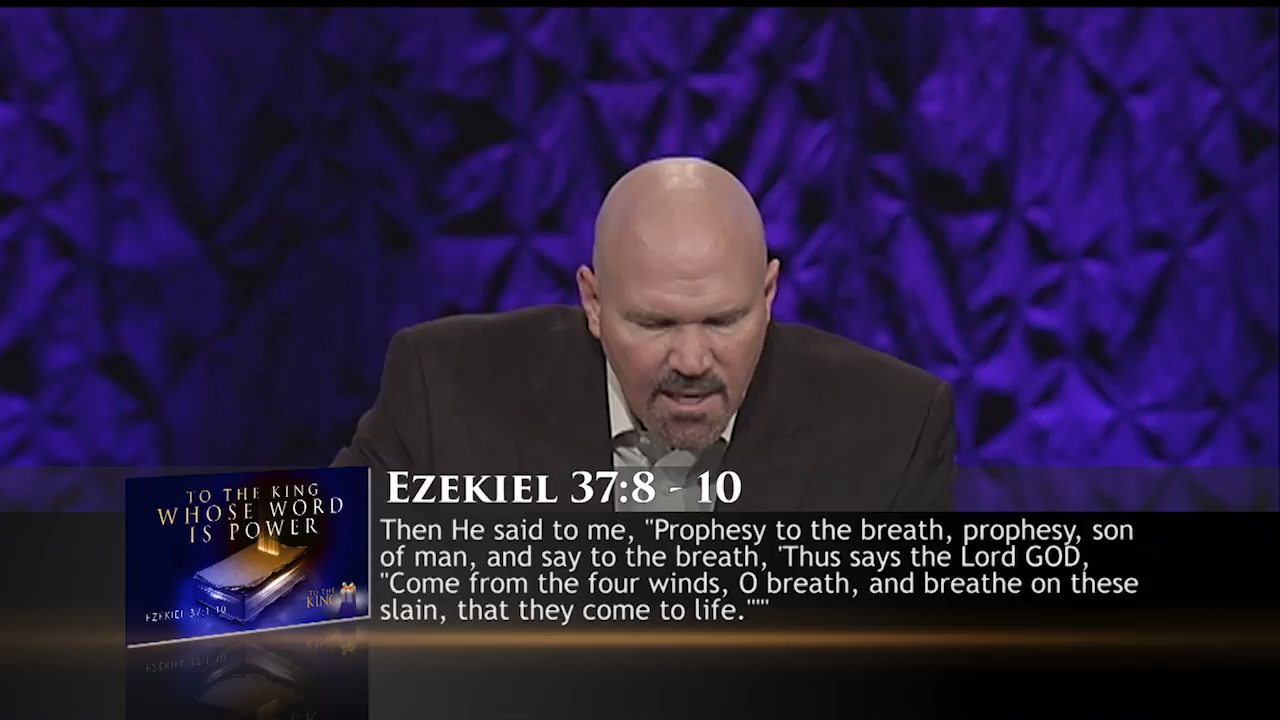 TO THE KING
WHOSE WORD
IS POWER
TO THE
KING
EZEKIEL 37:1-10
EZEKIEL 37:8 - 10
Then He said to me, "Prophesy to the breath, prophesy, son
of man, and say to the breath, 'Thus says the Lord GOD,
"Come from the four winds, O breath, and breathe on these
slain, that they come to life."'"